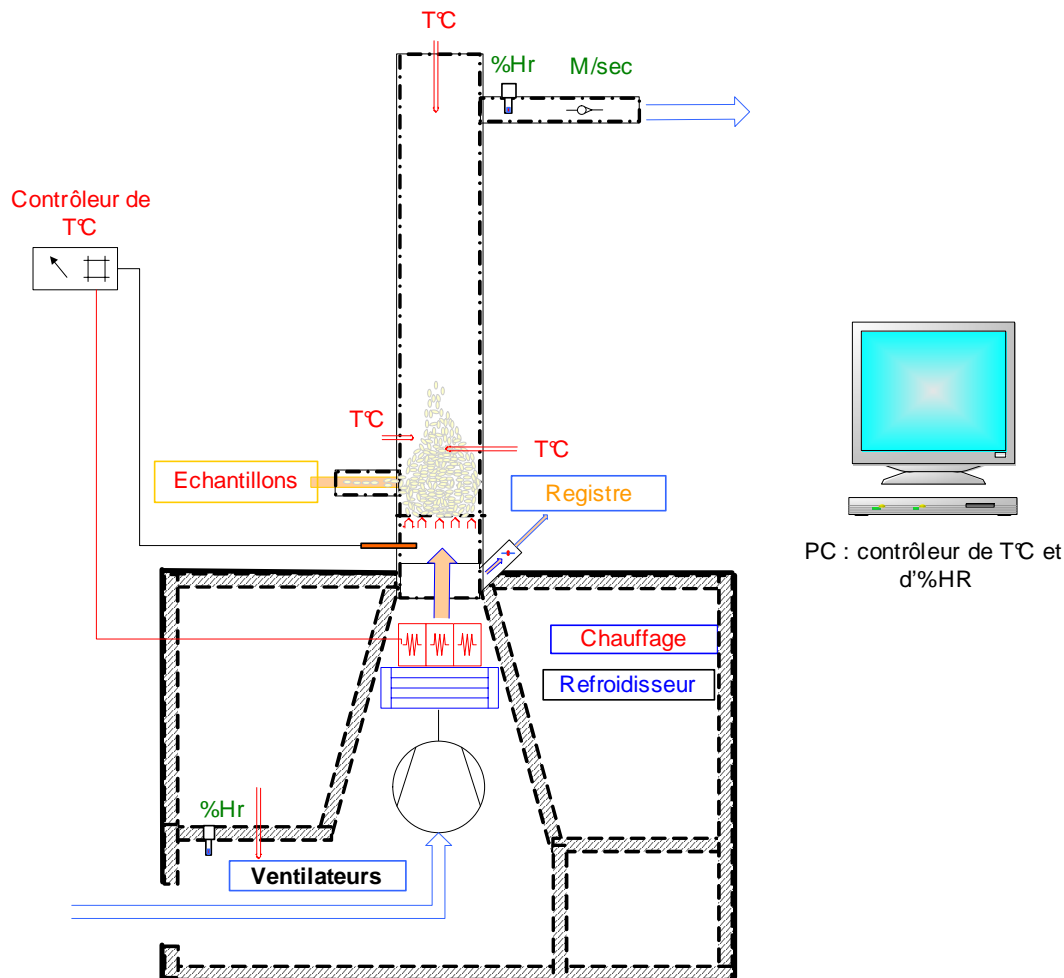 T°C
%Hr
M/sec
Contrôleur de
T°C
T°C
T°C
Echantillons
Registre
PC : contrôleur de T°C et
d'%HR
Chauffage
Refroidisseur
%Hr
Ventilateurs